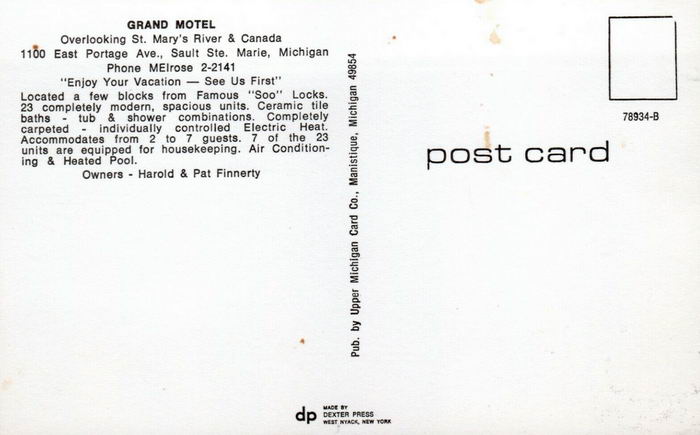 GRAND MOTEL
Overlooking St. Mary's River & Canada
1100 East Portage Ave., Sault Ste. Marie, Michigan
Phone MElrose 2-2141
"Enjoy Your Vacation — See Us First"
Located a few blocks from Famous "Soo" Locks.
23 completely modern, spacious units. Ceramic tile
baths - tub & shower combinations. Completely
carpeted - individually controlled Electric Heat.
Accommodates from 2 to 7 guests. 7 of the 23
units are equipped for housekeeping. Air Condition-
ing & Heated Pool.
Owners - Harold & Pat Finnerty
Pub. by Upper Michigan Card Co., Manistique, Michigan 49854
78934-B
post card
dp
MADE BY
DEXTER PRESS
WEST NYACK, NEW YORK